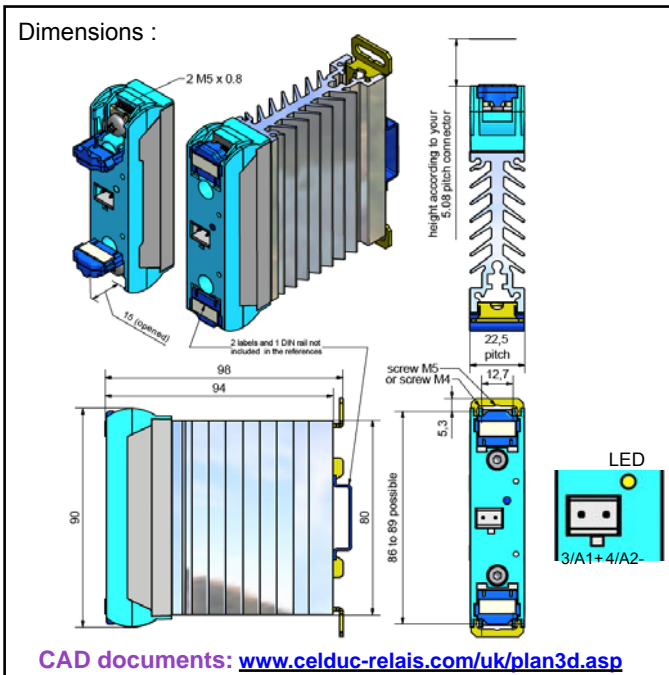 Dimensions :
2 M5 x 0.8
height according to your
5.08 pitch connector
15 (opened)
2 labels and 1 DIN rail not
included in the references
22,5
pitch
98
94
screw M5
or screw M4
12,7
5,3
90
80
86 to 89 possible
LED
3/A1+ 4/A2-
CAD documents: www.celduc-relais.com/uk/plan3d.asp